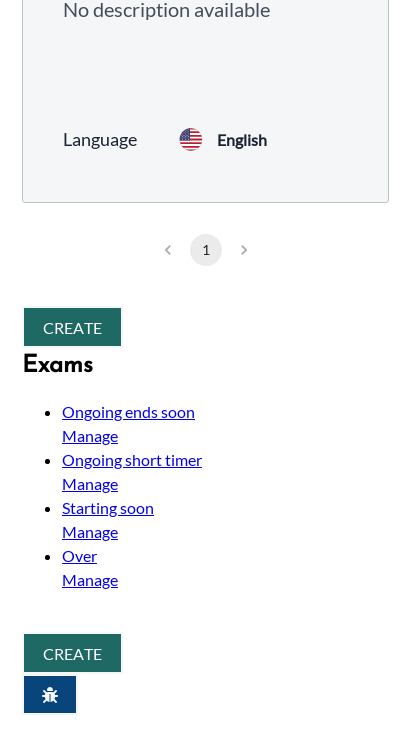 No description available
Language English
1
CREATE
Exams
Ongoing ends soon
Manage
Ongoing short timer
Manage
Starting soon
Manage
Over
Manage
CREATE